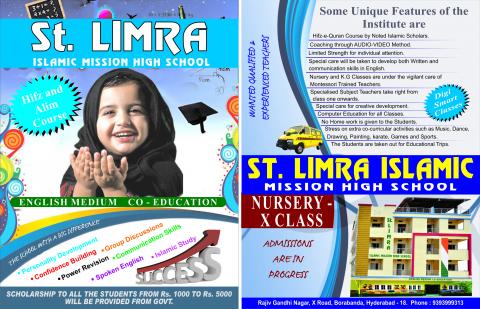 St. LIMRA
ISLAMIC MISSION HIGH SCHOOL
Hifz and
Alim
Course
ENGLISH MEDIUM CO - EDUCATION
THE SCHOOL WITH A BIG DIFFERENCE
Personality Development
Group Discussions
Confidence Building
Communication Skills
Power Revision
Islamic Study
Spoken English
SUCCESS
SCHOLARSHIP TO ALL THE STUDENTS FROM Rs. 1000 TO Rs. 5000
WILL BE PROVIDED FROM GOVT.
WANTED QUALIFIED &
EXPERIENCED TEACHERS
Some Unique Features of the
Institute are
Hifz-e-Quran Course by Noted Islamic Scholars.
Coaching through AUDIO-VIDEO Method.
Limited Strength for individual attention.
Special care will be taken to develop both Written and
communication skills in English.
Nursery and K.G Classes are under the vigilant care of
Montessori Trained Teachers.
Specialised Subject Teachers take right from
class one onwards.
Special care for creative development.
Computer Education for all Classes.
No Home work is given to the Students.
Stress on extra co-curricular activities such as Music, Dance,
Drawing, Painting, karate, Games and Sports.
The Students are taken out for Educational Trips.
Digi
Smart
Classes
ST. LIMRA ISLAMIC
MISSION HIGH SCHOOL
NURSERY -
X CLASS
ADMISSIONS
ARE IN
PROGRESS
St. LIMRA
Rajiv Gandhi Nagar, X Road, Borabanda, Hyderabad - 18. Phone : 9393999313